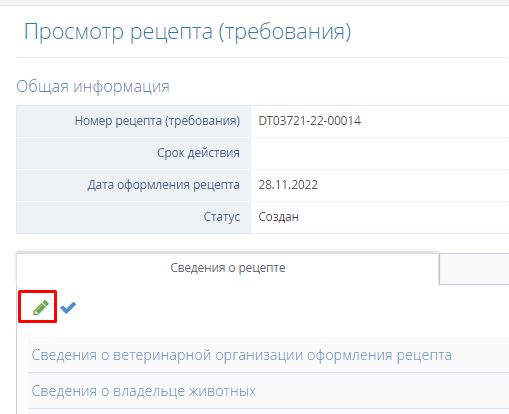 Просмотр рецепта (требования)
Общая информация
Номер рецепта (требования) DT03721-22-00014
Срок действия
Дата оформления рецепта 28.11.2022
Статус Создан
Сведения о рецепте
Сведения о ветеринарной организации оформления рецепта
Сведения о владельце животных